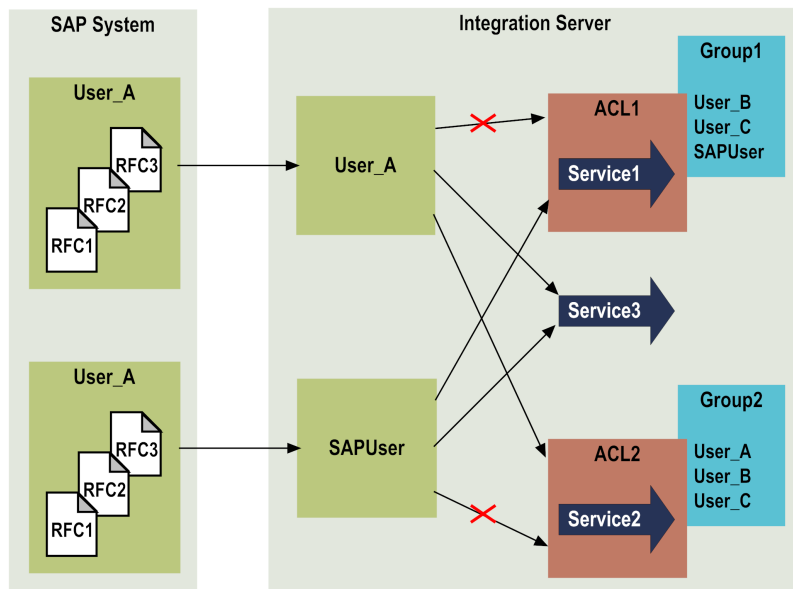 SAP System
Integration Server
User_A
RFC3
RFC2
RFC1
User_A
ACL1
Service1
Group1
User_B
User_C
SAPUser
Service3
User_A
RFC3
RFC2
RFC1
SAPUser
ACL2
Service2
Group2
User_A
User_B
User_C